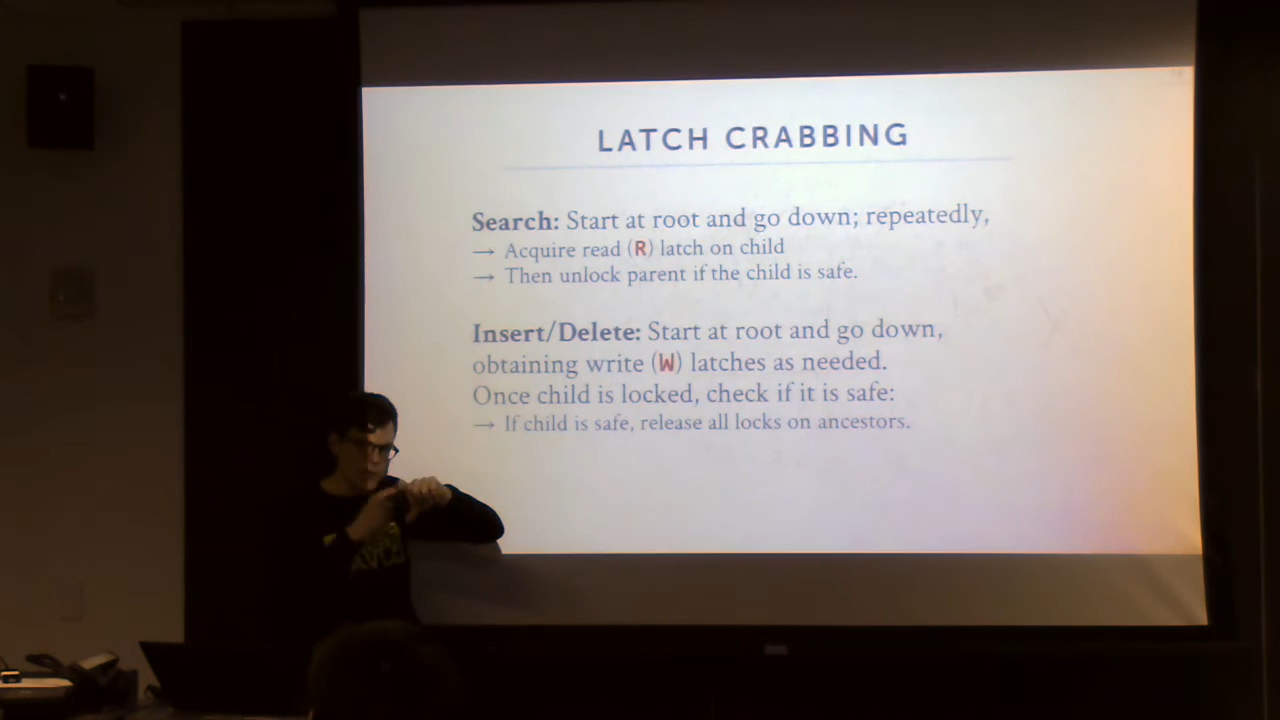 LATCH CRABBING
Search: Start at root and go down; repeatedly,
→ Acquire read (R) latch on child
→ Then unlock parent if the child is safe.
Insert/Delete: Start at root and go down,
obtaining write (W) latches as needed.
Once child is locked, check if it is safe:
→ If child is safe, release all locks on ancestors.